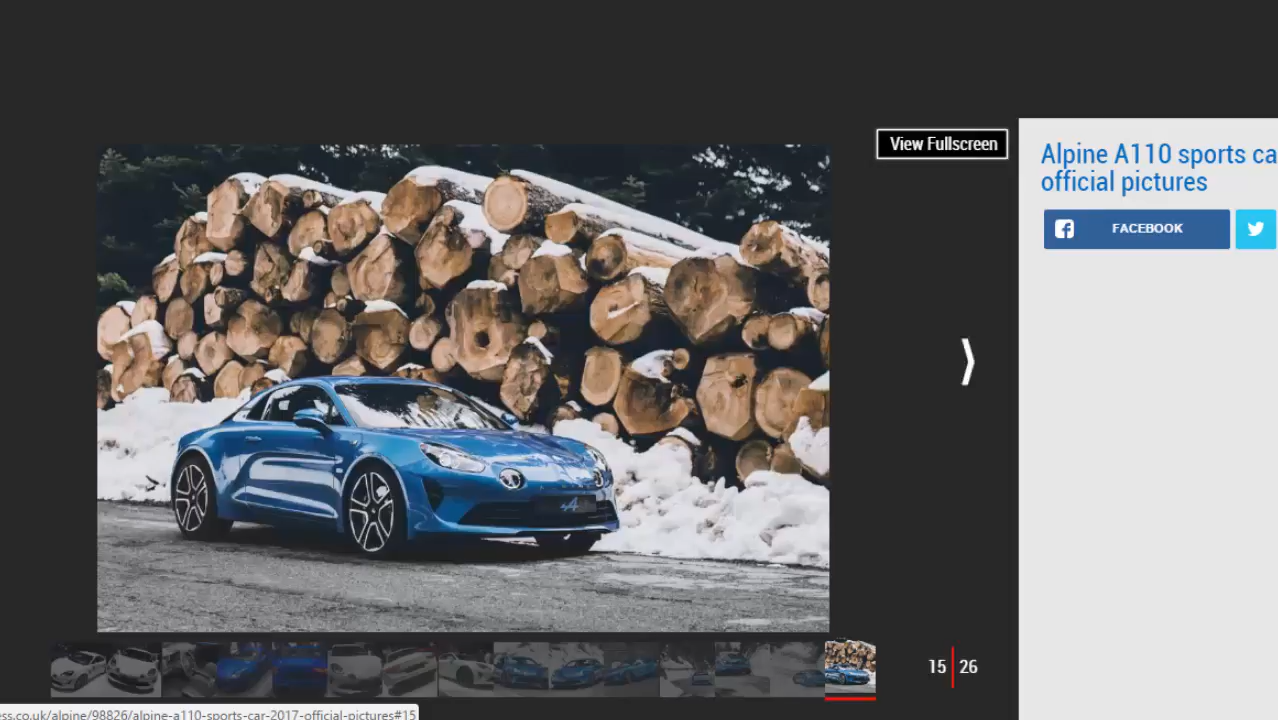 View Fullscreen
Alpine A110 sports ca
official pictures
FACEBOOK
15 26
ess.co.uk/alpine/98826/alpine-a110-sports-car-2017-official-pictures#15